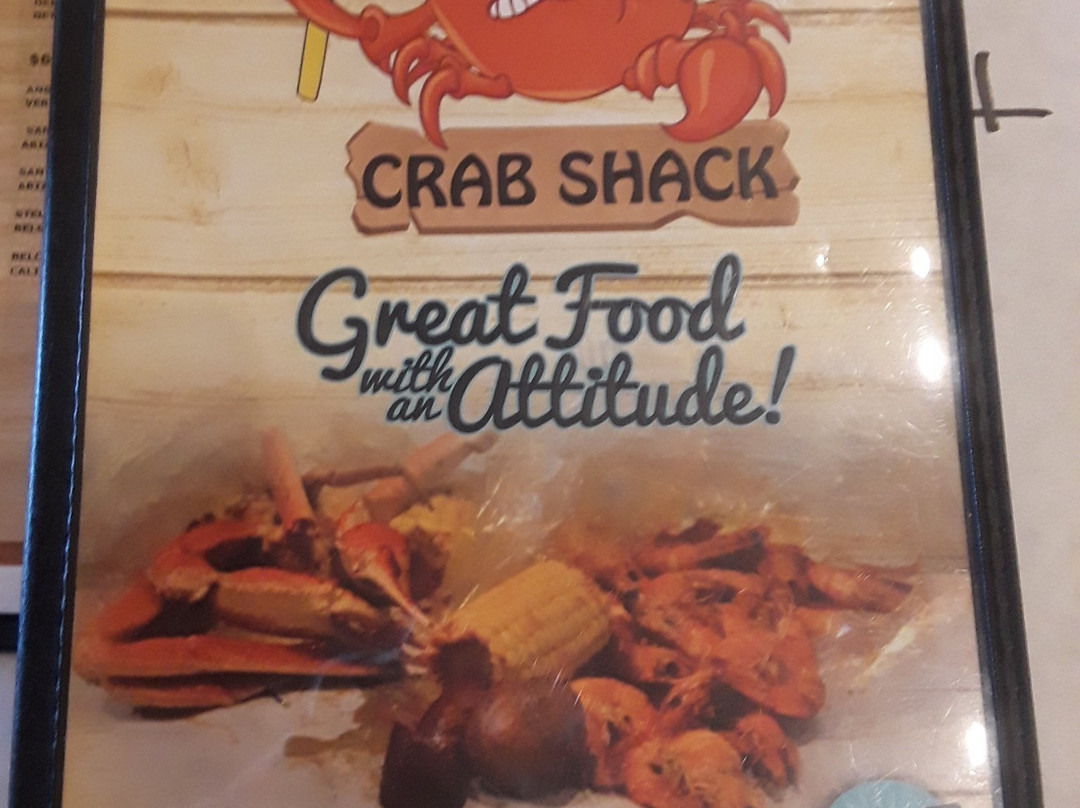 CRAB SHACK
Great Food
with
an Attitude!